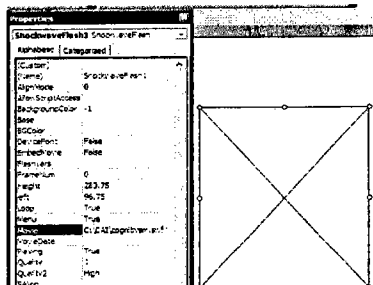 Properties
ShockwaveFlash1 ShockwaveFlash
Alphabetic Categorized
(Custom)
(Name) ShockwaveFlash1
AlignMode 0
AllowScriptAccess
BackgroundColor -1
Base
BGColor
DeviceFont False
EmbedMovie False
FlashVars
FrameNum 0
Height 283.75
Left 96.75
Loop True
Menu True
Movie
MovieData
Playing True
Quality 1
Quality2 High
SAlign